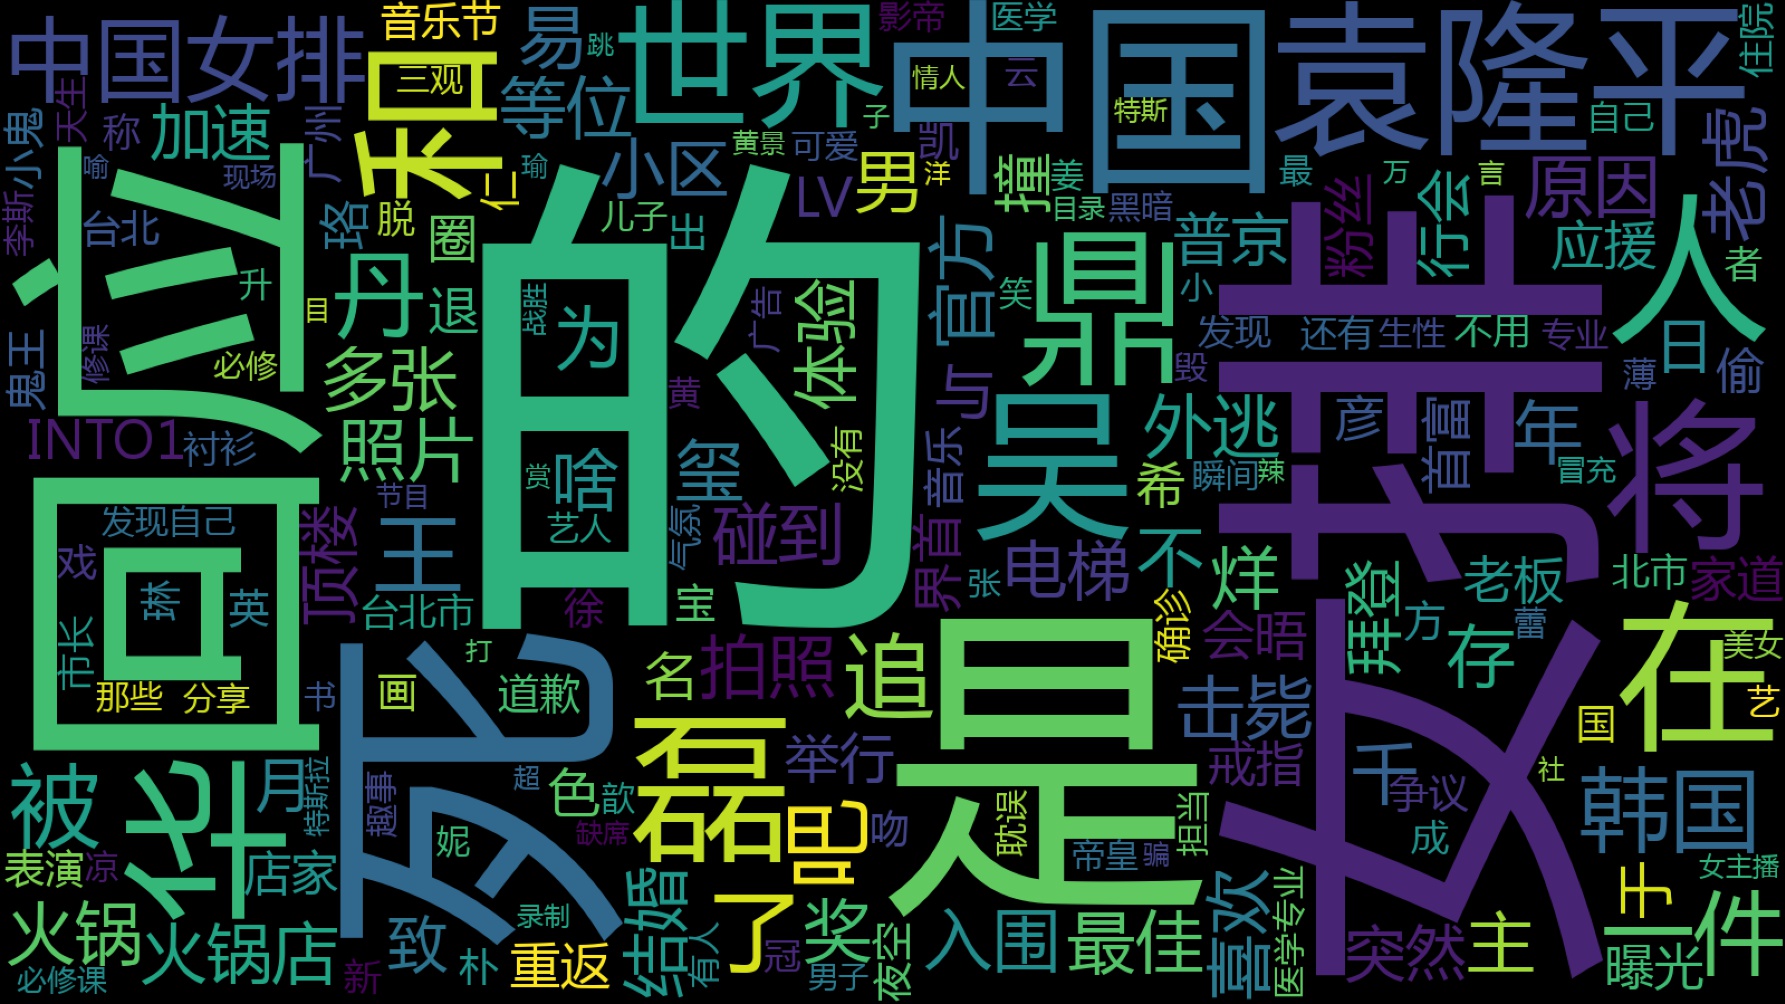 中国女排
和
音乐节
三观
易
跳
等位
世界
影帝
医学
情人
云
中国
特斯
袁隆平
住院
自己
小鬼
天生
称
加速
广州
喻
现场
李斯
台北
珞
脱
圈
仁
瑜
小区
黄景
可爱
子
凯
LV
男
洋
撞
姜
目录
黑暗
最
万
行会
言
原因
老虎
回应
升
目
丹
退
儿子
出
的
战胜
为
广告
体验
官方
笑
鼎
小
普京
粉丝
应援
人
者
发现
还有
生性
不用
专业
日
薄
偷
鬼王
修课
必修
多张
黄
与
毁
女排
INTO1
衬衫
照片
赏
啥
艺人
玺
没有
音乐
吴
外逃
希
瞬间
辣
彦
首富
年
冒充
将
发现自己
节目
顶楼
王
气氛
碰到
界首
张
电梯
不
烊
拜登
老板
北市
家道
戏
琳
英
市长
那些
分享
书
台北市
徐
宝
打
画
道歉
名
拍照
追
是
确诊
会晤
方
存
蕾
在
美女
国
艺
死
磊
举行
击毙
戒指
千
争议
社
韩国
被
华
月
特斯拉
趣事
超
色
歆
缺席
妮
吧
吻
耽误
担当
帝皇
骗
成
女主播
表演
凉
店家
火锅
火锅店
必修课
新
致
朴
录制
重返
结婚
有人
了
冠
男子
奖
夜空
入围
最佳
喜欢
医学专业
突然
主
于
一件
曝光